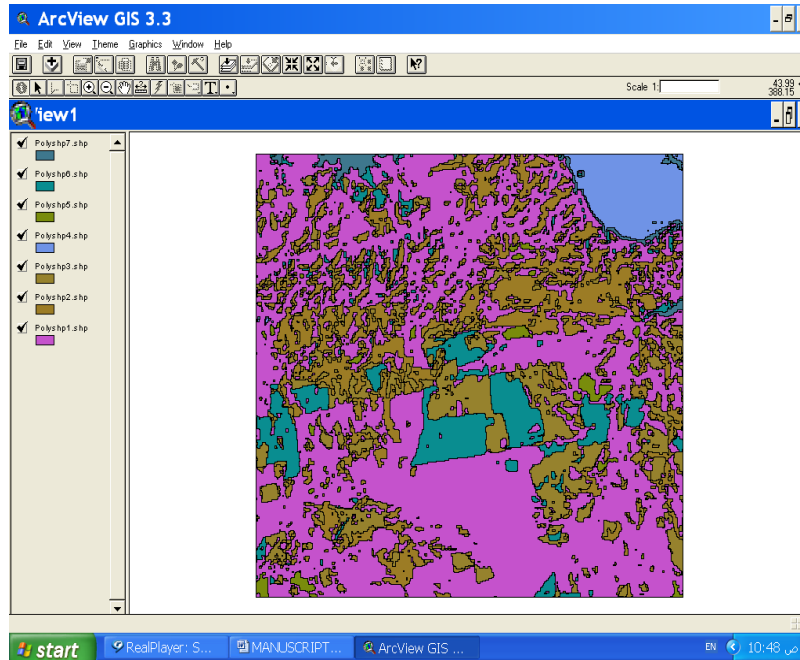 ArcView GIS 3.3
File Edit View Theme Graphics Window Help
Scale 1:
43.99
388.15
View1
Polyshp7.shp
Polyshp6.shp
Polyshp5.shp
Polyshp4.shp
Polyshp3.shp
Polyshp2.shp
Polyshp1.shp
start RealPlayer: S... MANUSCRIPT... ArcView GIS ... EN 10:48 ص